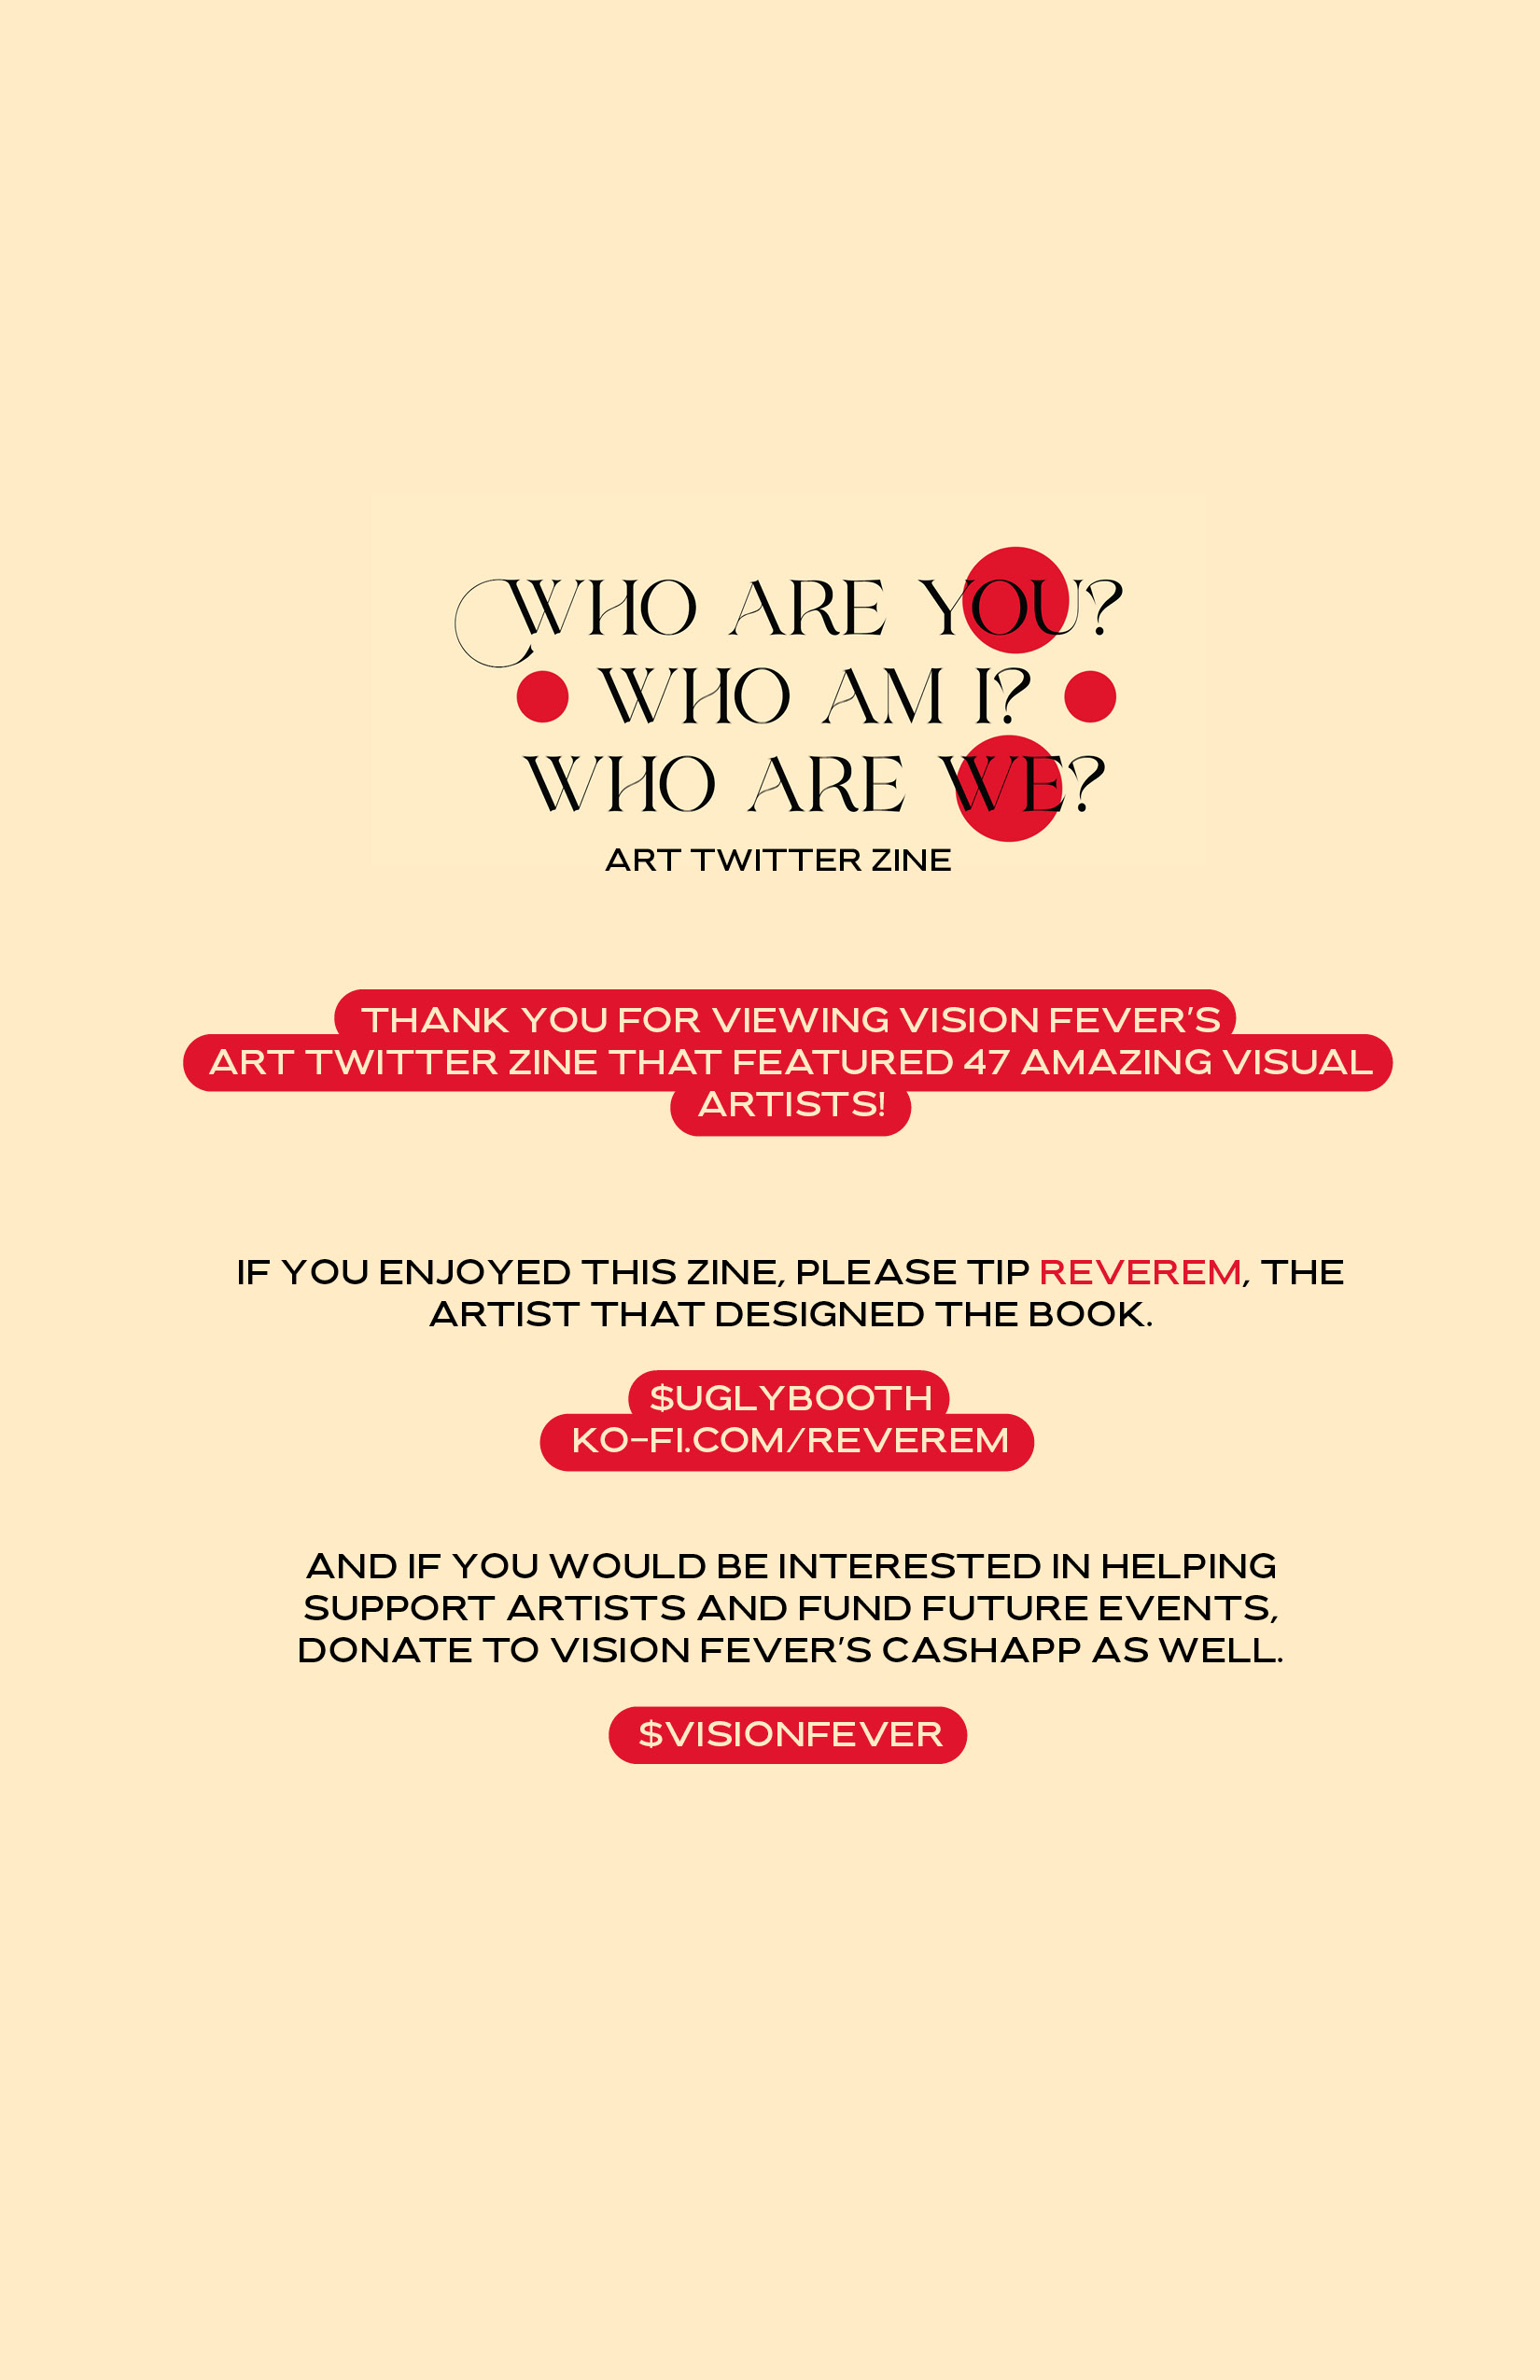 WHO ARE YOU?
WHO AM I?
WHO ARE WE?
ART TWITTER ZINE
THANK YOU FOR VIEWING VISION FEVER'S
ART TWITTER ZINE THAT FEATURED 47 AMAZING VISUAL
ARTISTS!
IF YOU ENJOYED THIS ZINE, PLEASE TIP REVEREM, THE
ARTIST THAT DESIGNED THE BOOK.
$UGLYBOOTH
KO-FI.COM/REVEREM
AND IF YOU WOULD BE INTERESTED IN HELPING
SUPPORT ARTISTS AND FUND FUTURE EVENTS,
DONATE TO VISION FEVER'S CASHAPP AS WELL.
$VISIONFEVER